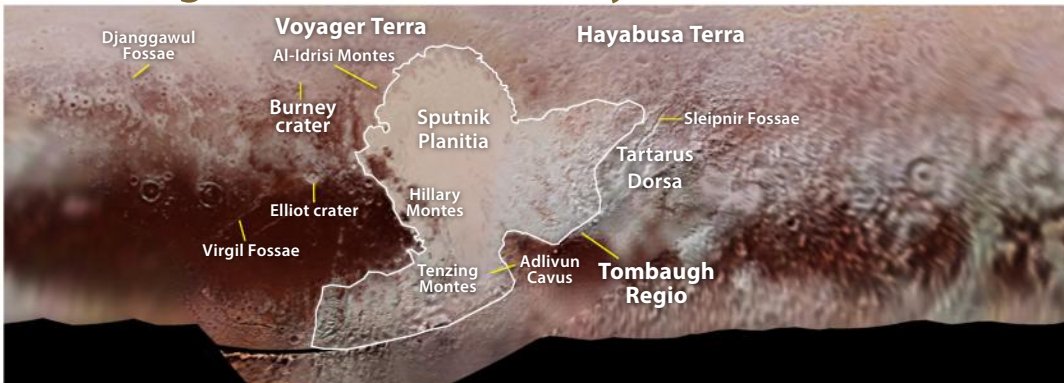 Voyager Terra
Hayabusa Terra
Djanggawul
Fossae
Al-Idrisi Montes
Burney
crater
Sputnik
Planitia
Sleipnir Fossae
Tartarus
Dorsa
Hillary
Montes
Elliot crater
Virgil Fossae
Tenzing
Montes
Adlivun
Cavus
Tombaugh
Regio